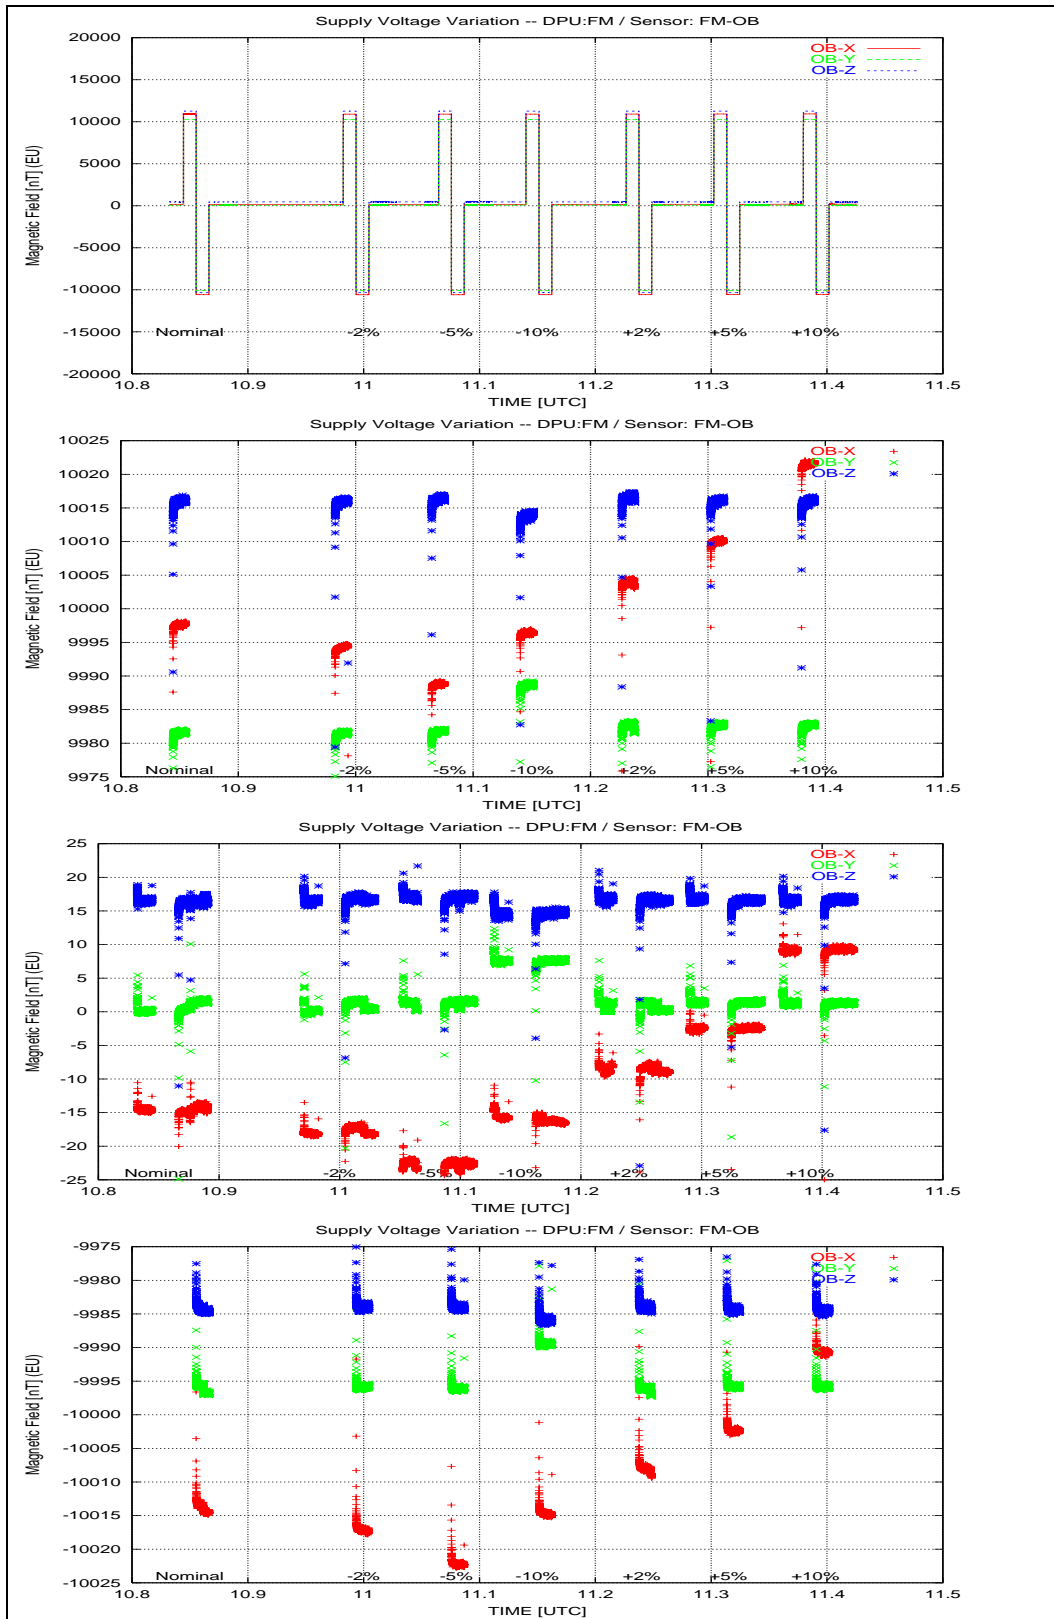 Supply Voltage Variation -- DPU:FM / Sensor: FM-OB
20000
15000
10000
5000
0
-5000
-10000
-15000
-20000
Magnetic Field [nT] (EU)
OB-X
OB-Y
OB-Z
Nominal -2% -5% -10% +2% +5% +10%
10.8 10.9 11 11.1 11.2 11.3 11.4 11.5
TIME [UTC]
Supply Voltage Variation -- DPU:FM / Sensor: FM-OB
10025
10020
10015
10010
10005
10000
9995
9990
9985
9980
9975
Magnetic Field [nT] (EU)
OB-X
OB-Y
OB-Z
Nominal -2% -5% -10% +2% +5% +10%
10.8 10.9 11 11.1 11.2 11.3 11.4 11.5
TIME [UTC]
Supply Voltage Variation -- DPU:FM / Sensor: FM-OB
25
20
15
10
5
0
-5
-10
-15
-20
-25
Magnetic Field [nT] (EU)
OB-X
OB-Y
OB-Z
Nominal -2% -5% -10% +2% +5% +10%
10.8 10.9 11 11.1 11.2 11.3 11.4 11.5
TIME [UTC]
Supply Voltage Variation -- DPU:FM / Sensor: FM-OB
-9975
-9980
-9985
-9990
-9995
-10000
-10005
-10010
-10015
-10020
-10025
Magnetic Field [nT] (EU)
OB-X
OB-Y
OB-Z
Nominal -2% -5% -10% +2% +5% +10%
10.8 10.9 11 11.1 11.2 11.3 11.4 11.5
TIME [UTC]